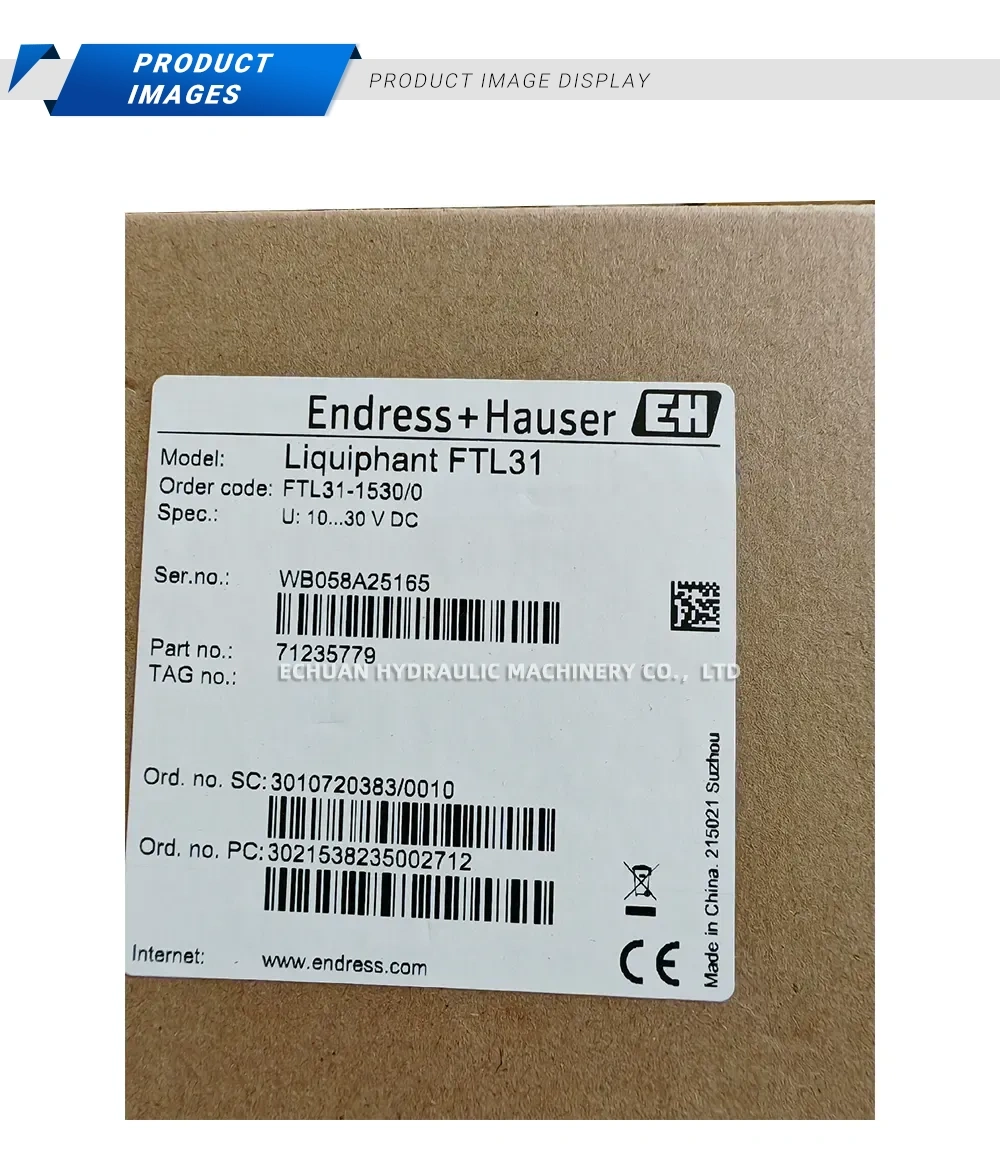 PRODUCT
IMAGES
PRODUCT IMAGE DISPLAY
Endress+Hauser EH
Model: Liquiphant FTL31
Order code: FTL31-1530/0
Spec.: U: 10...30 V DC
Ser.no.: WB058A25165
Part no.: 71235779
TAG no.:
ECHUAN HYDRAULIC MACHINERY CO., LTD
Ord. no. SC: 3010720383/0010
Ord. no. PC: 3021538235002712
Internet: www.endress.com
CE
Made in China. 215021 Suzhou